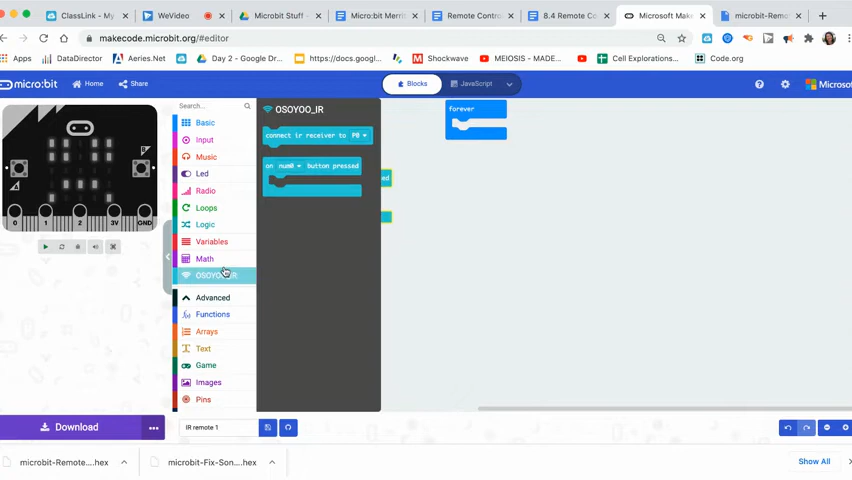 ClassLink - My
WeVideo
Microbit Stuff -
Micro:bit Merrit
Remote Contro
8.4 Remote Co
Microsoft Mak
microbit-Remo
makecode.microbit.org/#editor
Apps
DataDirector
Aeries.Net
Day 2 - Google Dr...
https://docs.googl...
Shockwave
MEIOSIS - MADE...
Cell Explorations...
Code.org
micro:bit
Home
Share
Blocks
JavaScript
Microso
Search...
OSOYOO_IR
forever
Basic
connect ir receiver to P0
Input
Music
on num0 button pressed
Led
ed
Radio
Loops
Logic
A
B
0 1 2 3V GND
Variables
Math
OSOYOO_IR
Advanced
Functions
Arrays
Text
Game
Images
Pins
Download
IR remote 1
microbit-Remote....hex
microbit-Fix-Son....hex
Show All